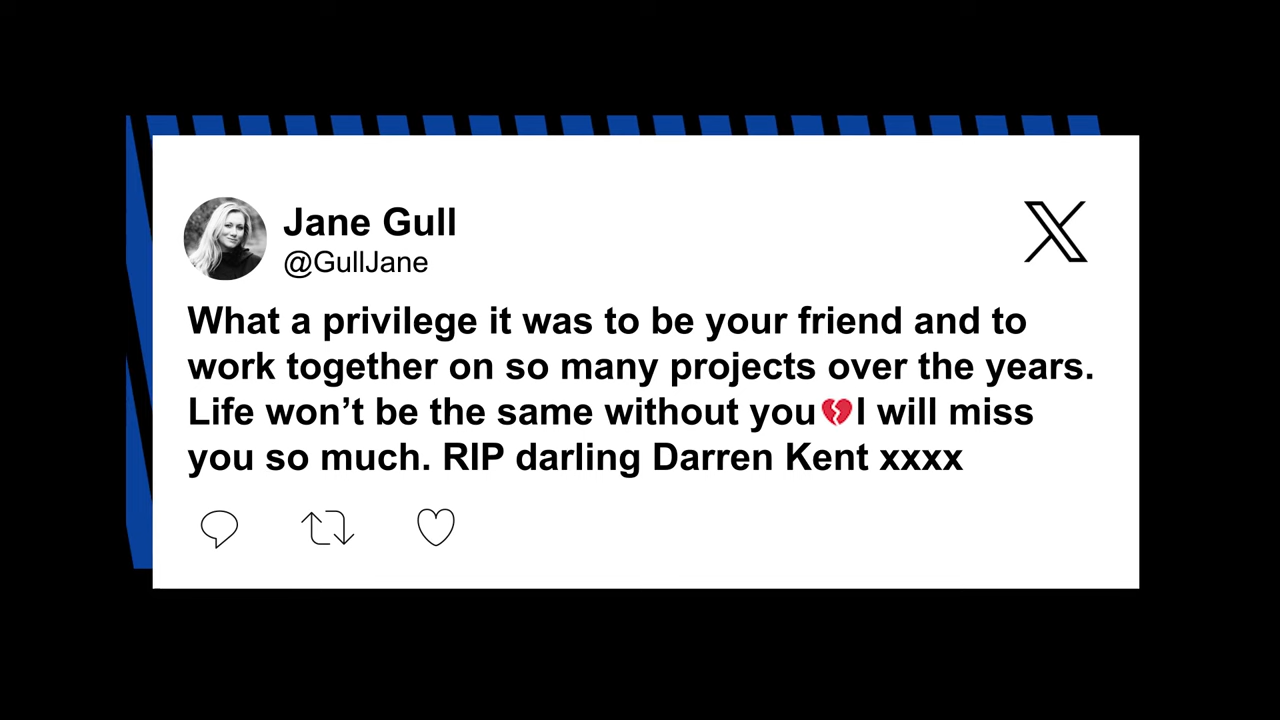 Jane Gull
@GullJane
What a privilege it was to be your friend and to
work together on so many projects over the years.
Life won’t be the same without you💔I will miss
you so much. RIP darling Darren Kent xxxx